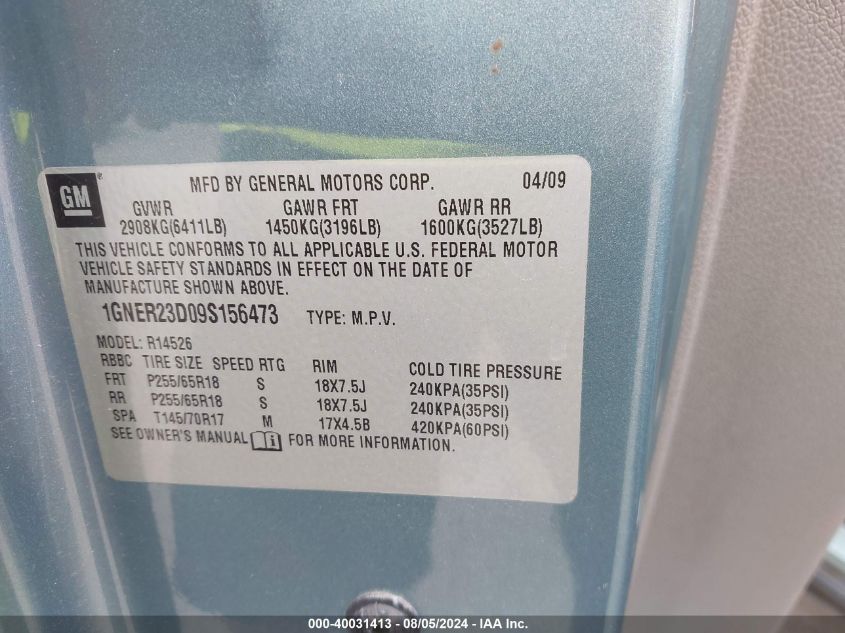 GM
MFD BY GENERAL MOTORS CORP. 04/09
GVWR GAWR FRT GAWR RR
2908KG(6411LB) 1450KG(3196LB) 1600KG(3527LB)
THIS VEHICLE CONFORMS TO ALL APPLICABLE U.S. FEDERAL MOTOR
VEHICLE SAFETY STANDARDS IN EFFECT ON THE DATE OF
MANUFACTURE SHOWN ABOVE.
1GNER23D09S156473 TYPE: M.P.V.
MODEL: R14526
RBBC TIRE SIZE SPEED RTG RIM COLD TIRE PRESSURE
FRT P255/65R18 S 18X7.5J 240KPA(35PSI)
RR P255/65R18 S 18X7.5J 240KPA(35PSI)
SPA T145/70R17 M 17X4.5B 420KPA(60PSI)
SEE OWNER'S MANUAL i FOR MORE INFORMATION.
000-40031413 - 08/05/2024 - IAA Inc.